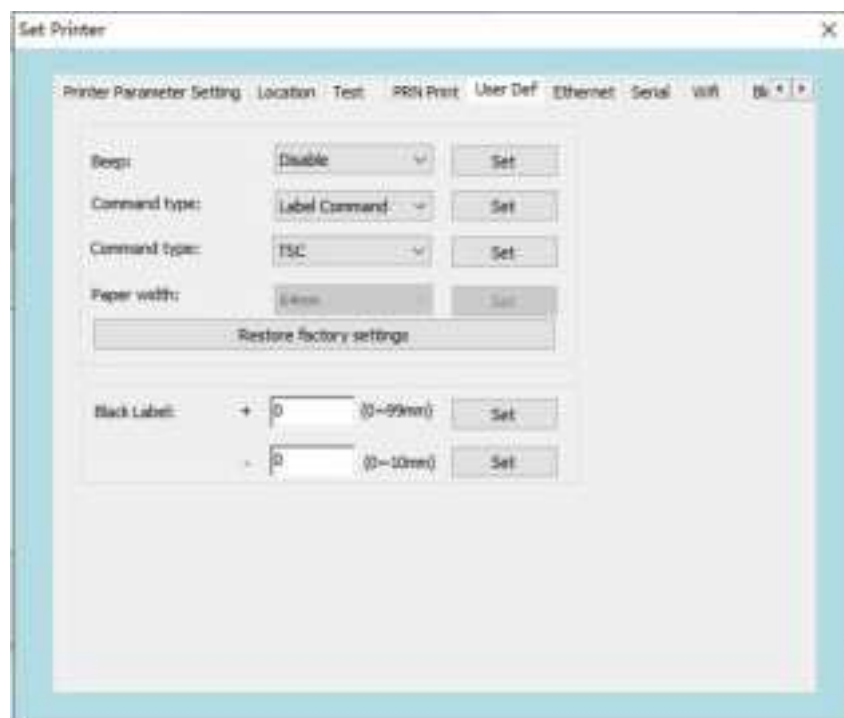 Set Printer
Printer Parameter Setting Location Test PRN Print User Def Ethernet Serial Wifi
Beep: Disable Set
Command type: Label Command Set
Command type: TSC Set
Paper width: Set
Restore factory settings
Black Label: + 0 (0~99mm) Set
- 0 (0~10mm) Set